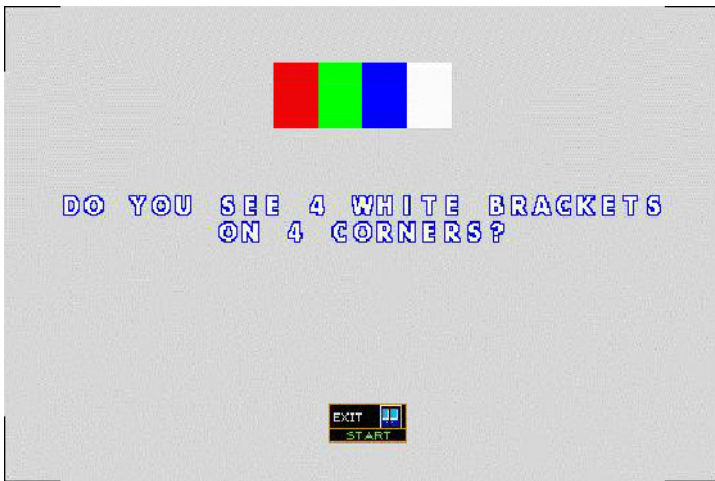 DO YOU SEE 4 WHITE BRACKETS
ON 4 CORNERS?
EXIT
START